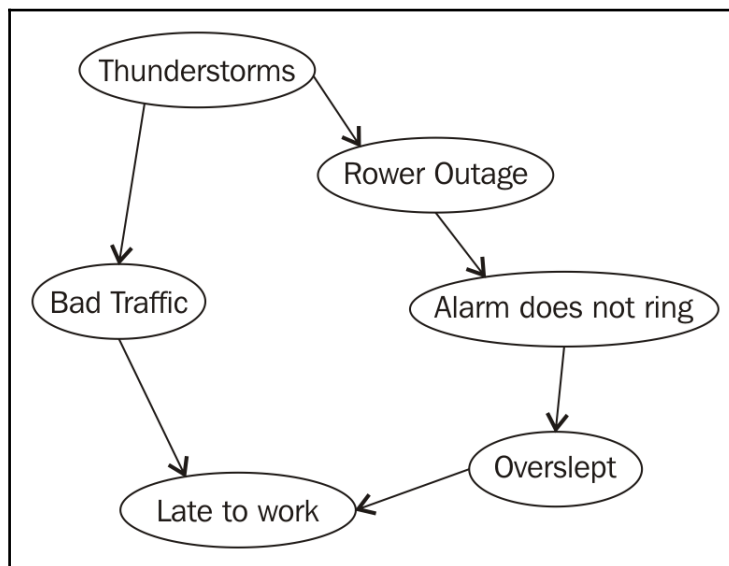 Thunderstorms
Rower Outage
Bad Traffic
Alarm does not ring
Overslept
Late to work